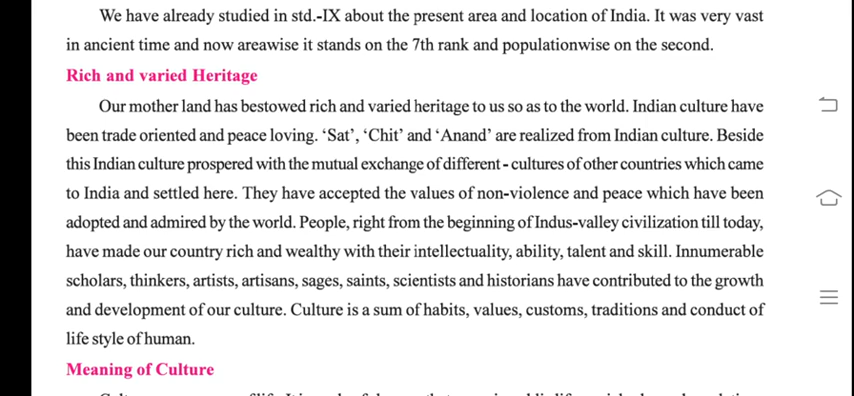 We have already studied in std.-IX about the present area and location of India. It was very vast
in ancient time and now areawise it stands on the 7th rank and populationwise on the second.
Rich and varied Heritage
Our mother land has bestowed rich and varied heritage to us so as to the world. Indian culture have
been trade oriented and peace loving. ‘Sat’, ‘Chit’ and ‘Anand’ are realized from Indian culture. Beside
this Indian culture prospered with the mutual exchange of different - cultures of other countries which came
to India and settled here. They have accepted the values of non-violence and peace which have been
adopted and admired by the world. People, right from the beginning of Indus-valley civilization till today,
have made our country rich and wealthy with their intellectuality, ability, talent and skill. Innumerable
scholars, thinkers, artists, artisans, sages, saints, scientists and historians have contributed to the growth
and development of our culture. Culture is a sum of habits, values, customs, traditions and conduct of
life style of human.
Meaning of Culture